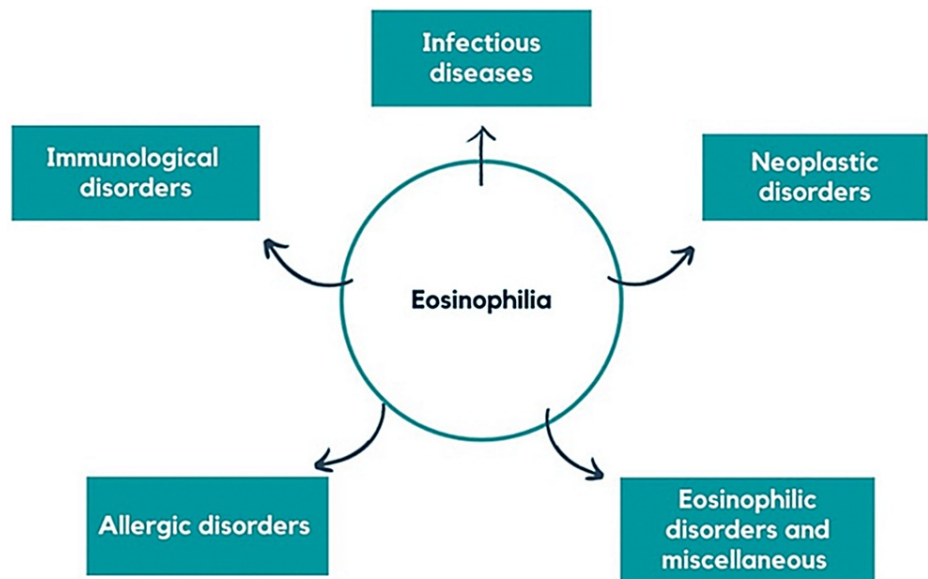 Infectious
diseases
Immunological
disorders
Neoplastic
disorders
Eosinophilia
Allergic disorders
Eosinophilic
disorders and
miscellaneous